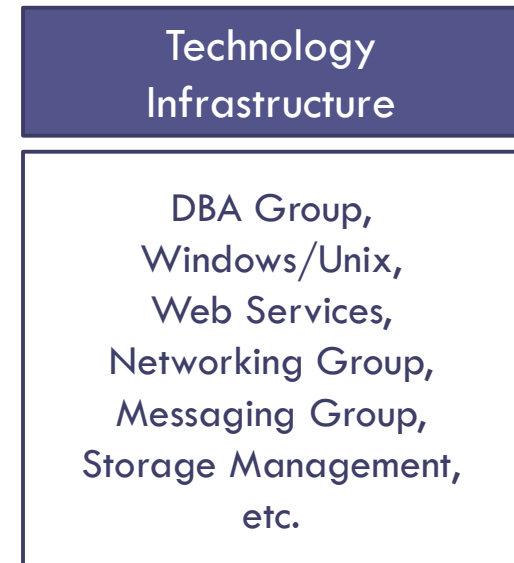 Technology
Infrastructure
DBA Group,
Windows/Unix,
Web Services,
Networking Group,
Messaging Group,
Storage Management,
etc.